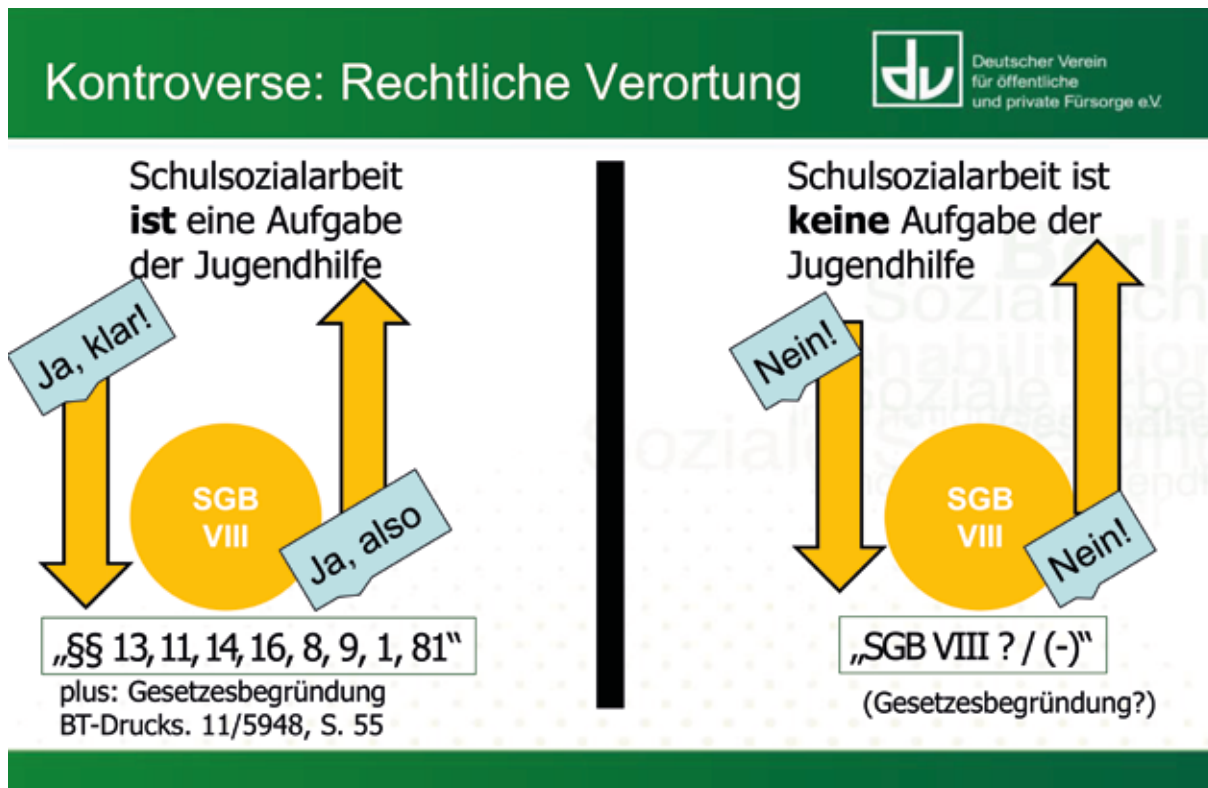 Kontroverse: Rechtliche Verortung
dv
Deutscher Verein
für öffentliche
und private Fürsorge e.V.
Schulsozialarbeit
ist eine Aufgabe
der Jugendhilfe
Ja, klar!
SGB
VIII
Ja, also
„§§ 13, 11, 14, 16, 8, 9, 1, 81“
plus: Gesetzesbegründung
BT-Drucks. 11/5948, S. 55
Schulsozialarbeit ist
keine Aufgabe der
Jugendhilfe
Nein!
SGB
VIII
Nein!
„SGB VIII ? / (-)“
(Gesetzesbegründung?)